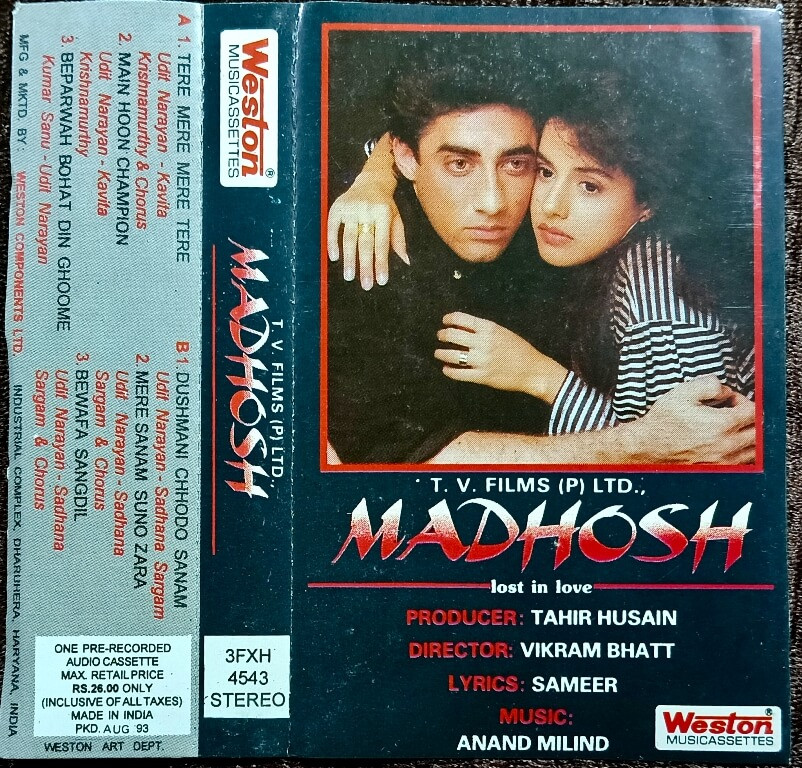 A 1. TERE MERE MERE TERE
Udit Narayan - Kavita
Krishnamurthy & Chorus
2. MAIN HOON CHAMPION
Udit Narayan - Kavita
Krishnamurthy
3. BEPARWAH BOHAT DIN GHOOME
Kumar Sanu - Udit Narayan
B 1. DUSHMANI CHHODO SANAM
Udit Narayan - Sadhana Sargam
2. MERE SANAM SUNO ZARA
Udit Narayan - Sadhana
Sargam & Chorus
3. BEWAFA SANGDIL
Udit Narayan - Sadhana
Sargam & Chorus
MFG & MKTD. BY: WESTON COMPONENTS LTD. INDUSTRIAL COMPLEX, DHARUHERA, HARYANA, INDIA
ONE PRE-RECORDED
AUDIO CASSETTE
MAX. RETAIL PRICE
RS.26.00 ONLY
(INCLUSIVE OF ALL TAXES)
MADE IN INDIA
PKD. AUG 93
WESTON ART DEPT.
Weston®
MUSICASSETTES
T. V. FILMS (P) LTD.,
MADHOSH
3FXH
4543
STEREO
T. V. FILMS (P) LTD.,
MADHOSH
lost in love
PRODUCER: TAHIR HUSAIN
DIRECTOR: VIKRAM BHATT
LYRICS: SAMEER
MUSIC:
ANAND MILIND
Weston®
MUSICASSETTES